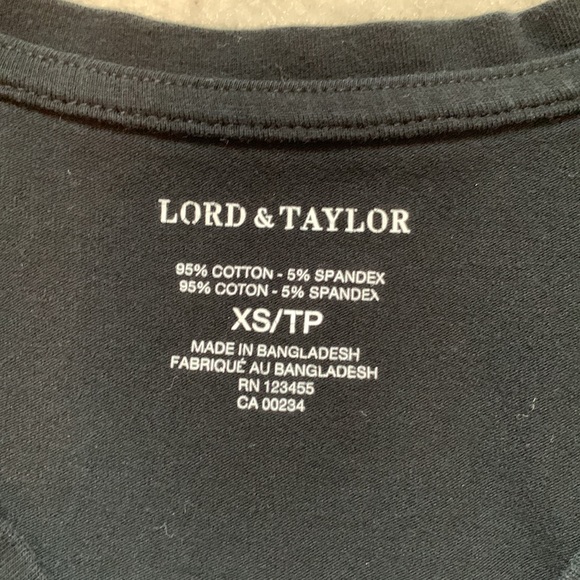 LORD & TAYLOR
95% COTTON - 5% SPANDEX
95% COTON - 5% SPANDEX
XS/TP
MADE IN BANGLADESH
FABRIQUÉ AU BANGLADESH
RN 123455
CA 00234